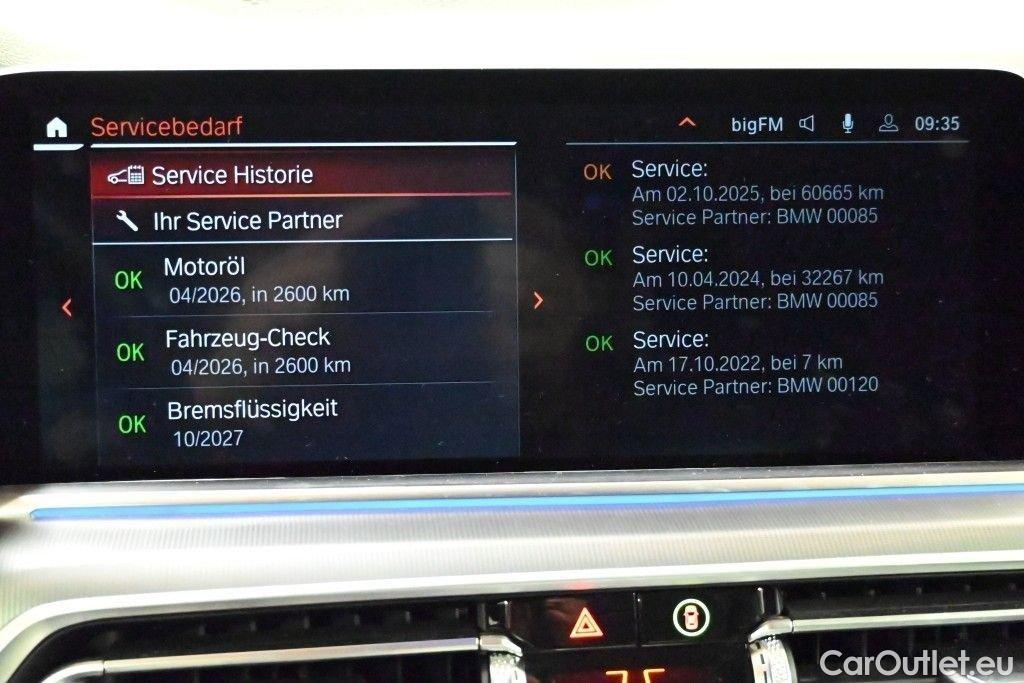 Servicebedarf
bigFM 09:35
Service Historie
Ihr Service Partner
OK Motoröl
04/2026, in 2600 km
OK Fahrzeug-Check
04/2026, in 2600 km
OK Bremsflüssigkeit
10/2027
OK Service:
Am 02.10.2025, bei 60665 km
Service Partner: BMW 00085
OK Service:
Am 10.04.2024, bei 32267 km
Service Partner: BMW 00085
OK Service:
Am 17.10.2022, bei 7 km
Service Partner: BMW 00120
CarOutlet.eu